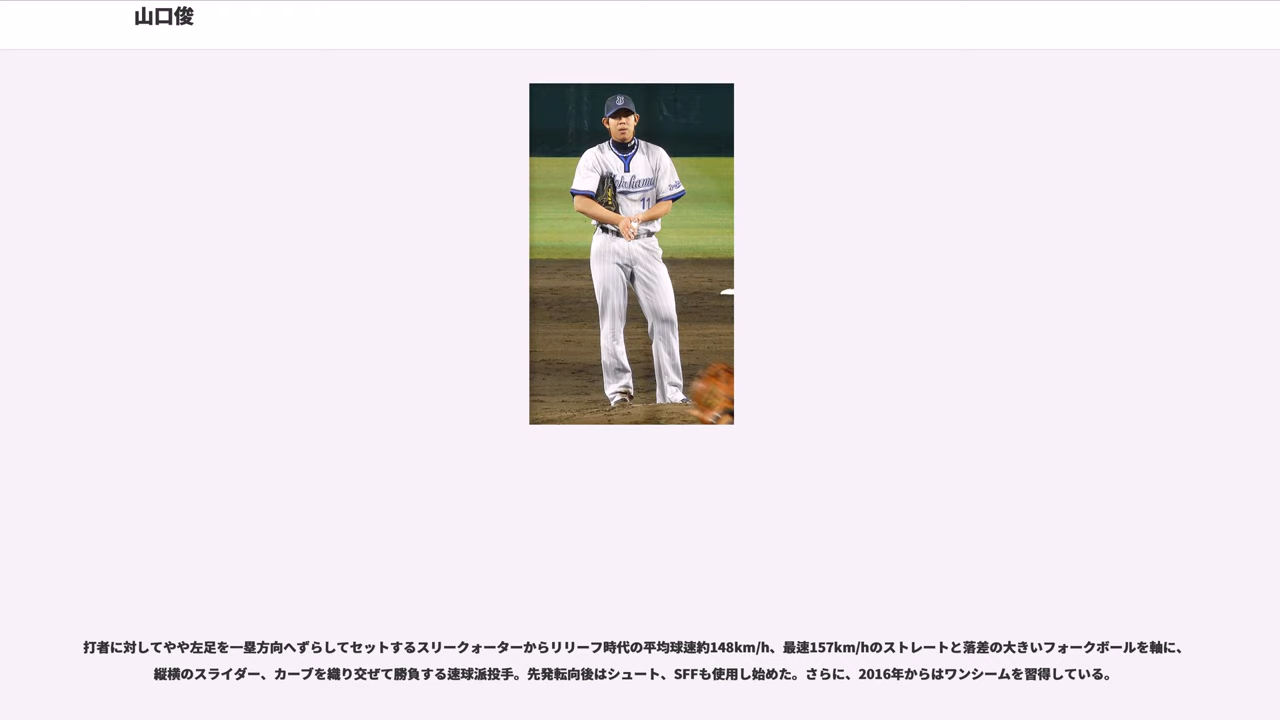 山口俊
Yokohama
11
打者に対してやや左足を一塁方向へずらしてセットするスリークォーターからリリーフ時代の平均球速約148km/h、最速157km/hのストレートと落差の大きいフォークボールを軸に、
縦横のスライダー、カーブを織り交ぜて勝負する速球派投手。先発転向後はシュート、SFFも使用し始めた。さらに、2016年からはワンシームを習得している。